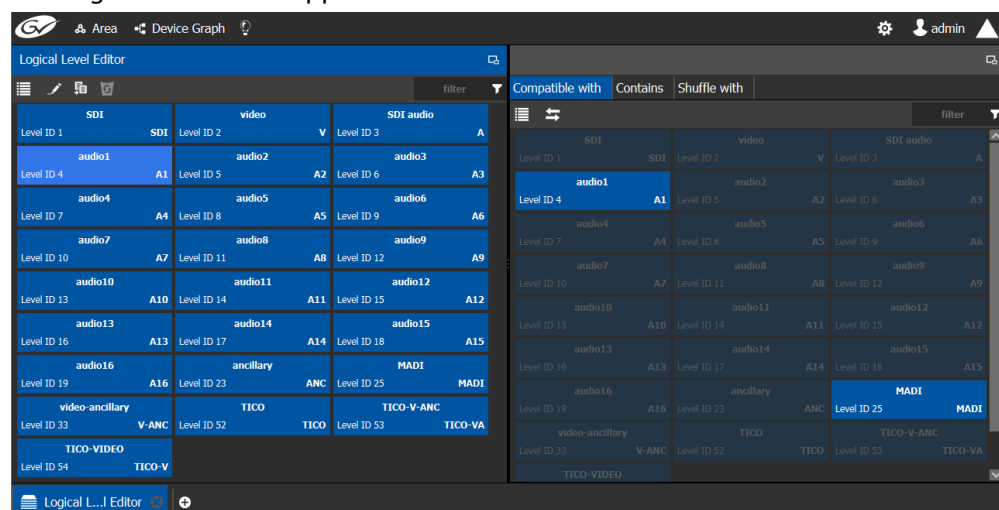 Area Device Graph admin
Logical Level Editor
filter
Compatible with Contains Shuffle with
filter
SDI video SDI audio
Level ID 1 SDI Level ID 2 V Level ID 3 A
audio1 audio2 audio3
Level ID 4 A1 Level ID 5 A2 Level ID 6 A3
audio4 audio5 audio6
Level ID 7 A4 Level ID 8 A5 Level ID 9 A6
audio7 audio8 audio9
Level ID 10 A7 Level ID 11 A8 Level ID 12 A9
audio10 audio11 audio12
Level ID 13 A10 Level ID 14 A11 Level ID 15 A12
audio13 audio14 audio15
Level ID 16 A13 Level ID 17 A14 Level ID 18 A15
audio16 ancillary MADI
Level ID 19 A16 Level ID 23 ANC Level ID 25 MADI
video-ancillary TICO TICO-V-ANC
Level ID 33 V-ANC Level ID 52 TICO Level ID 53 TICO-VA
TICO-VIDEO
Level ID 54 TICO-V
SDI video SDI audio
Level ID 1 SDI Level ID 2 V Level ID 3 A
audio1 audio2 audio3
Level ID 4 A1 Level ID 5 A2 Level ID 6 A3
audio4 audio5 audio6
Level ID 7 A4 Level ID 8 A5 Level ID 9 A6
audio7 audio8 audio9
Level ID 10 A7 Level ID 11 A8 Level ID 12 A9
audio10 audio11 audio12
Level ID 13 A10 Level ID 14 A11 Level ID 15 A12
audio13 audio14 audio15
Level ID 16 A13 Level ID 17 A14 Level ID 18 A15
audio16 ancillary MADI
Level ID 19 A16 Level ID 23 ANC Level ID 25 MADI
video-ancillary TICO TICO-V-ANC
Level ID 33 V-ANC Level ID 52 TICO Level ID 53 TICO-VA
TICO-VIDEO
Logical L...l Editor